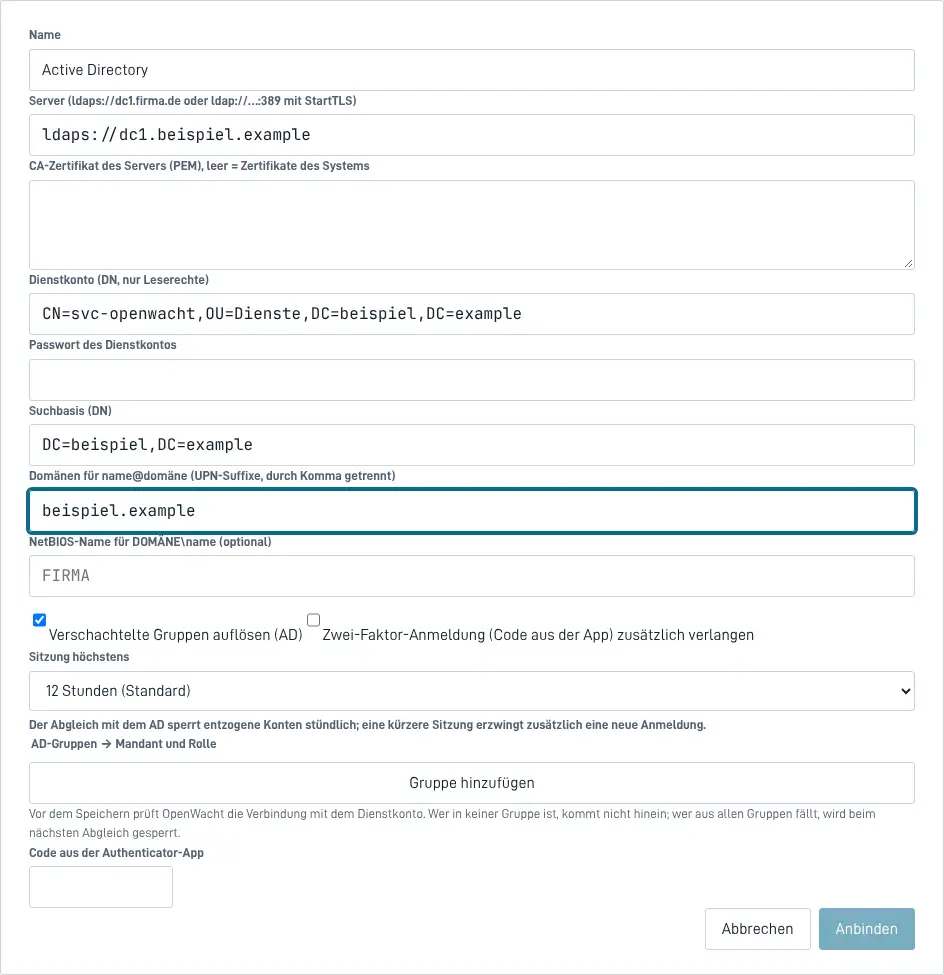 Name
Active Directory
Server (ldaps://dc1.firma.de oder ldap://…:389 mit StartTLS)
ldaps://dc1.beispiel.example
CA-Zertifikat des Servers (PEM), leer = Zertifikate des Systems
Dienstkonto (DN, nur Leserechte)
CN=svc-openwacht,OU=Dienste,DC=beispiel,DC=example
Passwort des Dienstkontos
Suchbasis (DN)
DC=beispiel,DC=example
Domänen für name@domäne (UPN-Suffixe, durch Komma getrennt)
beispiel.example
NetBIOS-Name für DOMÄNE\name (optional)
FIRMA
Verschachtelte Gruppen auflösen (AD) Zwei-Faktor-Anmeldung (Code aus der App) zusätzlich verlangen
Sitzung höchstens
12 Stunden (Standard)
Der Abgleich mit dem AD sperrt entzogene Konten stündlich; eine kürzere Sitzung erzwingt zusätzlich eine neue Anmeldung.
AD-Gruppen → Mandant und Rolle
Gruppe hinzufügen
Vor dem Speichern prüft OpenWacht die Verbindung mit dem Dienstkonto. Wer in keiner Gruppe ist, kommt nicht hinein; wer aus allen Gruppen fällt, wird beim
nächsten Abgleich gesperrt.
Code aus der Authenticator-App
Abbrechen Anbinden